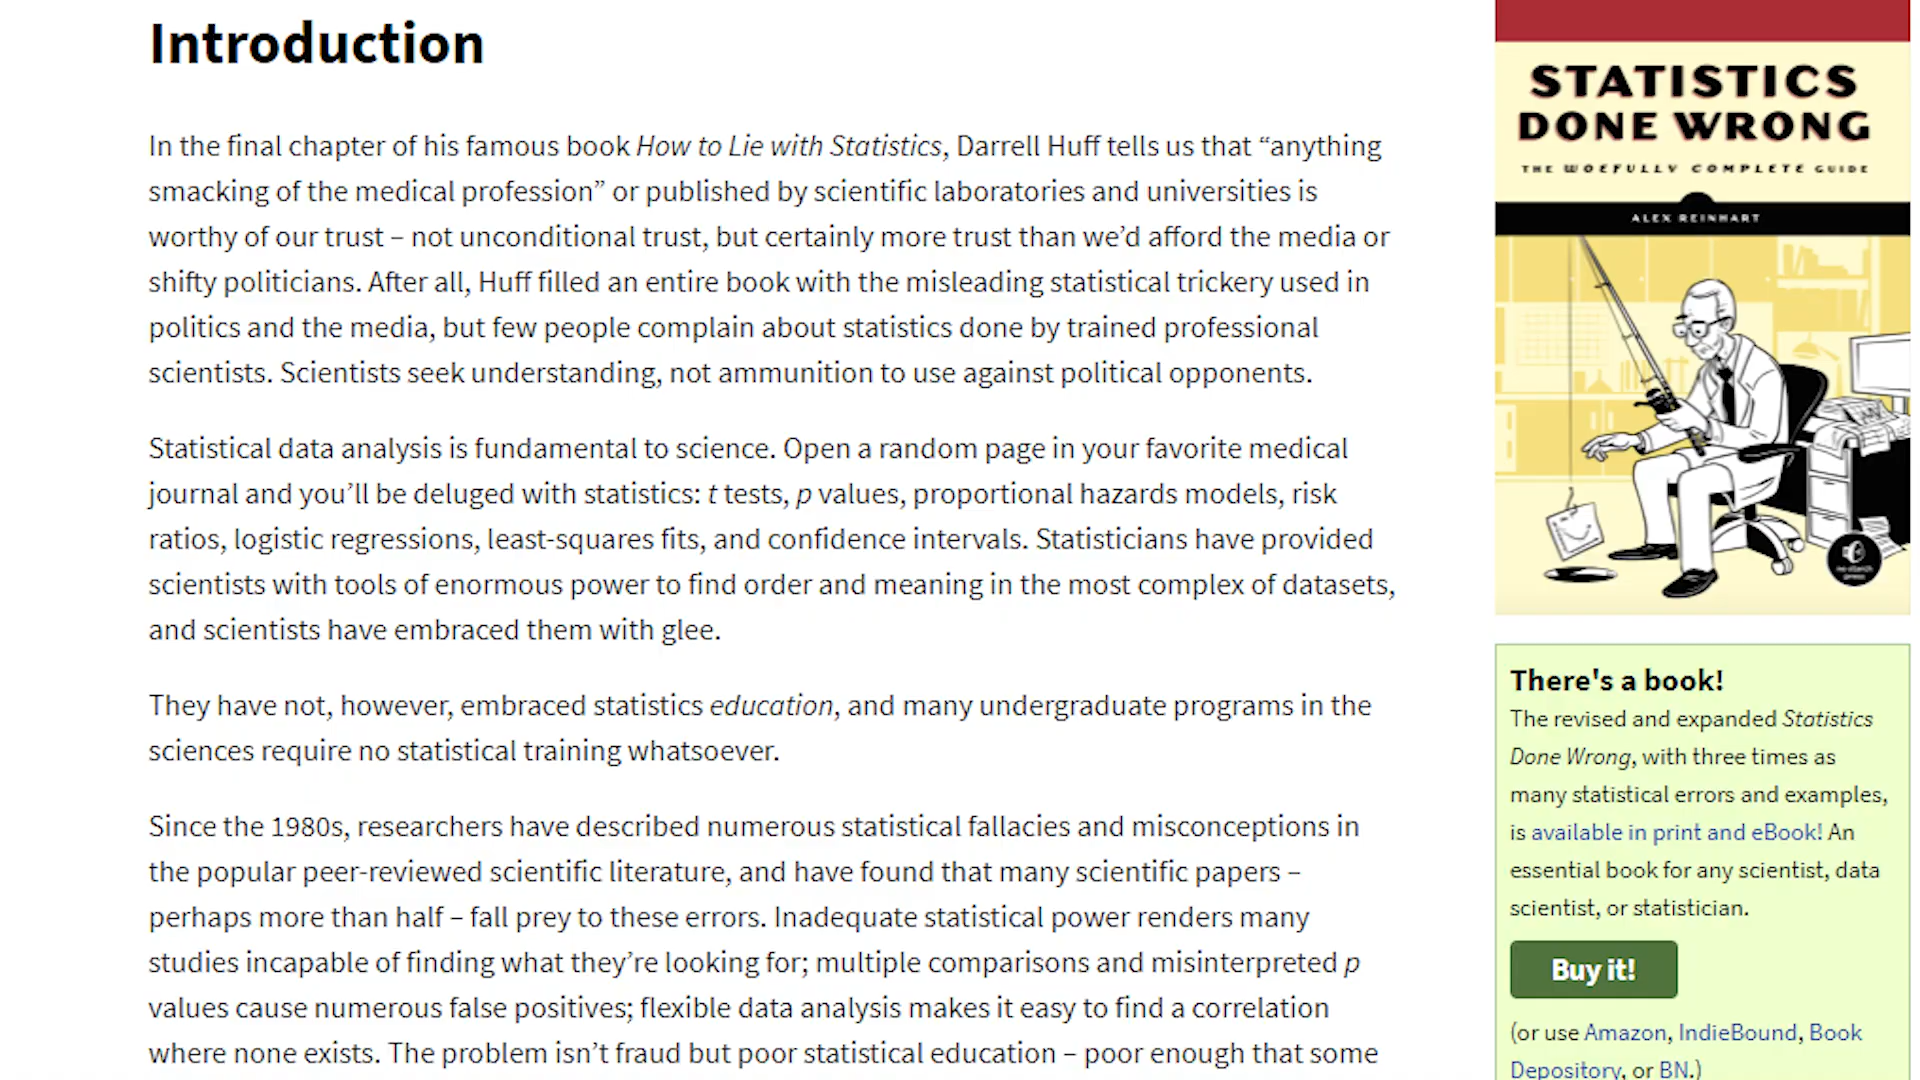 Introduction
In the final chapter of his famous book How to Lie with Statistics, Darrell Huff tells us that “anything
smacking of the medical profession” or published by scientific laboratories and universities is
worthy of our trust – not unconditional trust, but certainly more trust than we’d afford the media or
shifty politicians. After all, Huff filled an entire book with the misleading statistical trickery used in
politics and the media, but few people complain about statistics done by trained professional
scientists. Scientists seek understanding, not ammunition to use against political opponents.
Statistical data analysis is fundamental to science. Open a random page in your favorite medical
journal and you’ll be deluged with statistics: t tests, p values, proportional hazards models, risk
ratios, logistic regressions, least-squares fits, and confidence intervals. Statisticians have provided
scientists with tools of enormous power to find order and meaning in the most complex of datasets,
and scientists have embraced them with glee.
They have not, however, embraced statistics education, and many undergraduate programs in the
sciences require no statistical training whatsoever.
Since the 1980s, researchers have described numerous statistical fallacies and misconceptions in
the popular peer-reviewed scientific literature, and have found that many scientific papers –
perhaps more than half – fall prey to these errors. Inadequate statistical power renders many
studies incapable of finding what they’re looking for; multiple comparisons and misinterpreted p
values cause numerous false positives; flexible data analysis makes it easy to find a correlation
where none exists. The problem isn’t fraud but poor statistical education – poor enough that some
STATISTICS
DONE WRONG
THE WOEFULLY COMPLETE GUIDE
ALEX REINHART
no starch
press
There's a book!
The revised and expanded Statistics
Done Wrong, with three times as
many statistical errors and examples,
is available in print and eBook! An
essential book for any scientist, data
scientist, or statistician.
Buy it!
(or use Amazon, IndieBound, Book
Depository, or BN.)